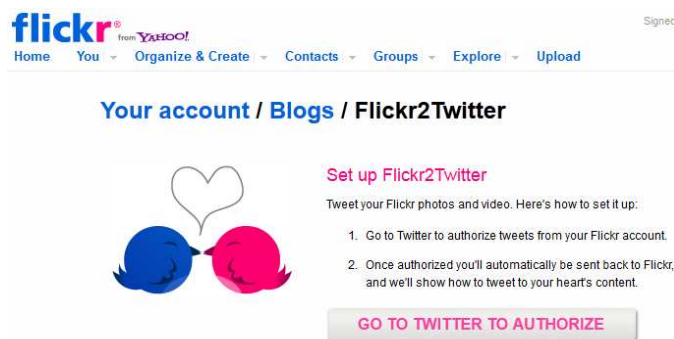 flickr® from YAHOO!
Signed
Home You Organize & Create Contacts Groups Explore Upload
Your account / Blogs / Flickr2Twitter
Set up Flickr2Twitter
Tweet your Flickr photos and video. Here's how to set it up:
1. Go to Twitter to authorize tweets from your Flickr account.
2. Once authorized you'll automatically be sent back to Flickr,
and we'll show how to tweet to your heart's content.
GO TO TWITTER TO AUTHORIZE